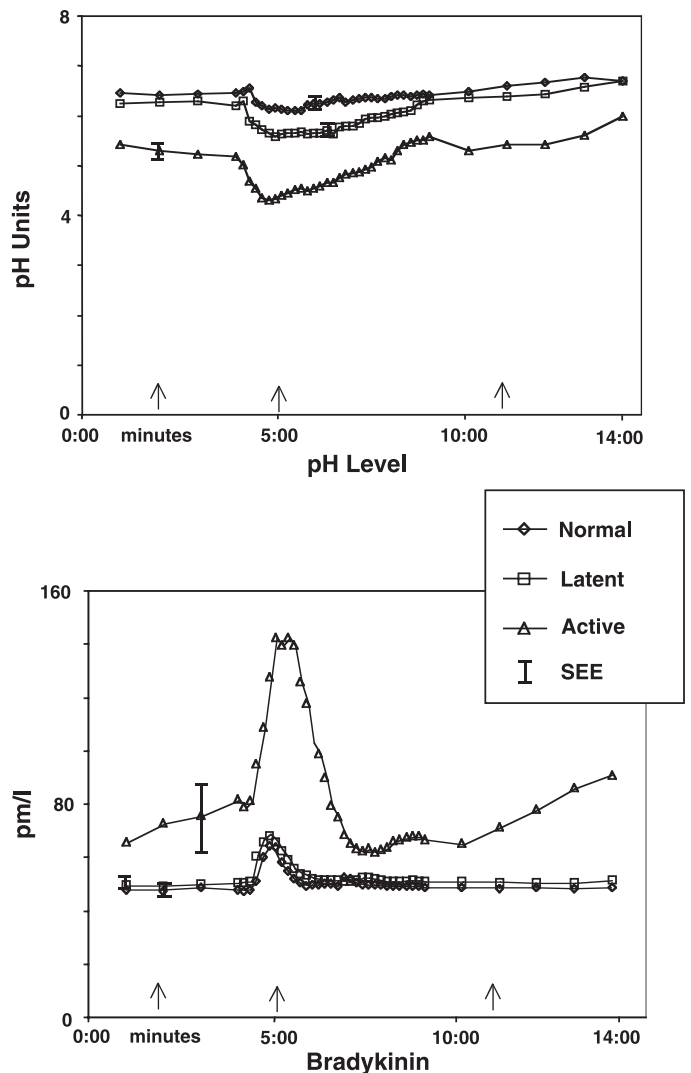 8
pH Units
4
0
0:00 minutes 5:00 10:00 14:00
pH Level
Normal
Latent
Active
SEE
160
pm/l
80
0
0:00 minutes 5:00 10:00 14:00
Bradykinin